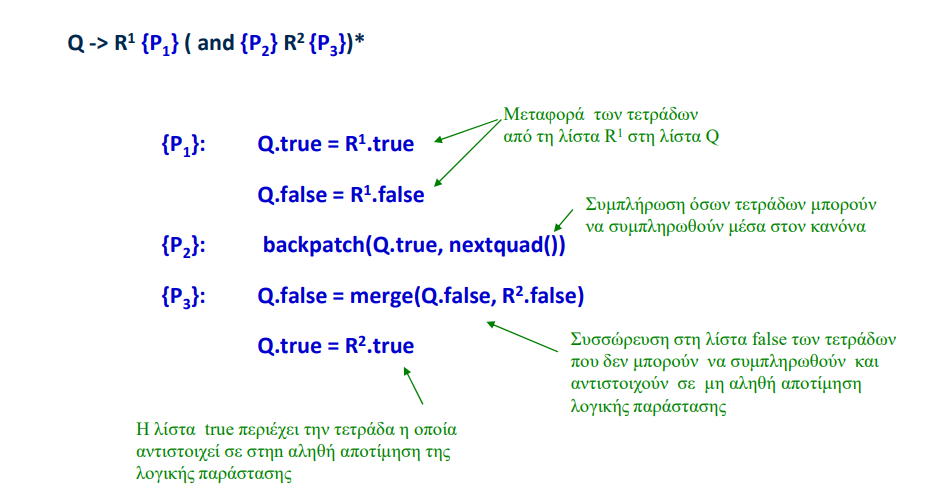 Q -> R¹ {P₁} ( and {P₂} R² {P₃})*
Μεταφορά των τετράδων
από τη λίστα R¹ στη λίστα Q
{P₁}: Q.true = R¹.true
Q.false = R¹.false
Συμπλήρωση όσων τετράδων μπορούν
να συμπληρωθούν μέσα στον κανόνα
{P₂}: backpatch(Q.true, nextquad())
{P₃}: Q.false = merge(Q.false, R².false)
Q.true = R².true
Συσσώρευση στη λίστα false των τετράδων
που δεν μπορούν να συμπληρωθούν και
αντιστοιχούν σε μη αληθή αποτίμηση
λογικής παράστασης
Η λίστα true περιέχει την τετράδα η οποία
αντιστοιχεί σε στην αληθή αποτίμηση της
λογικής παράστασης